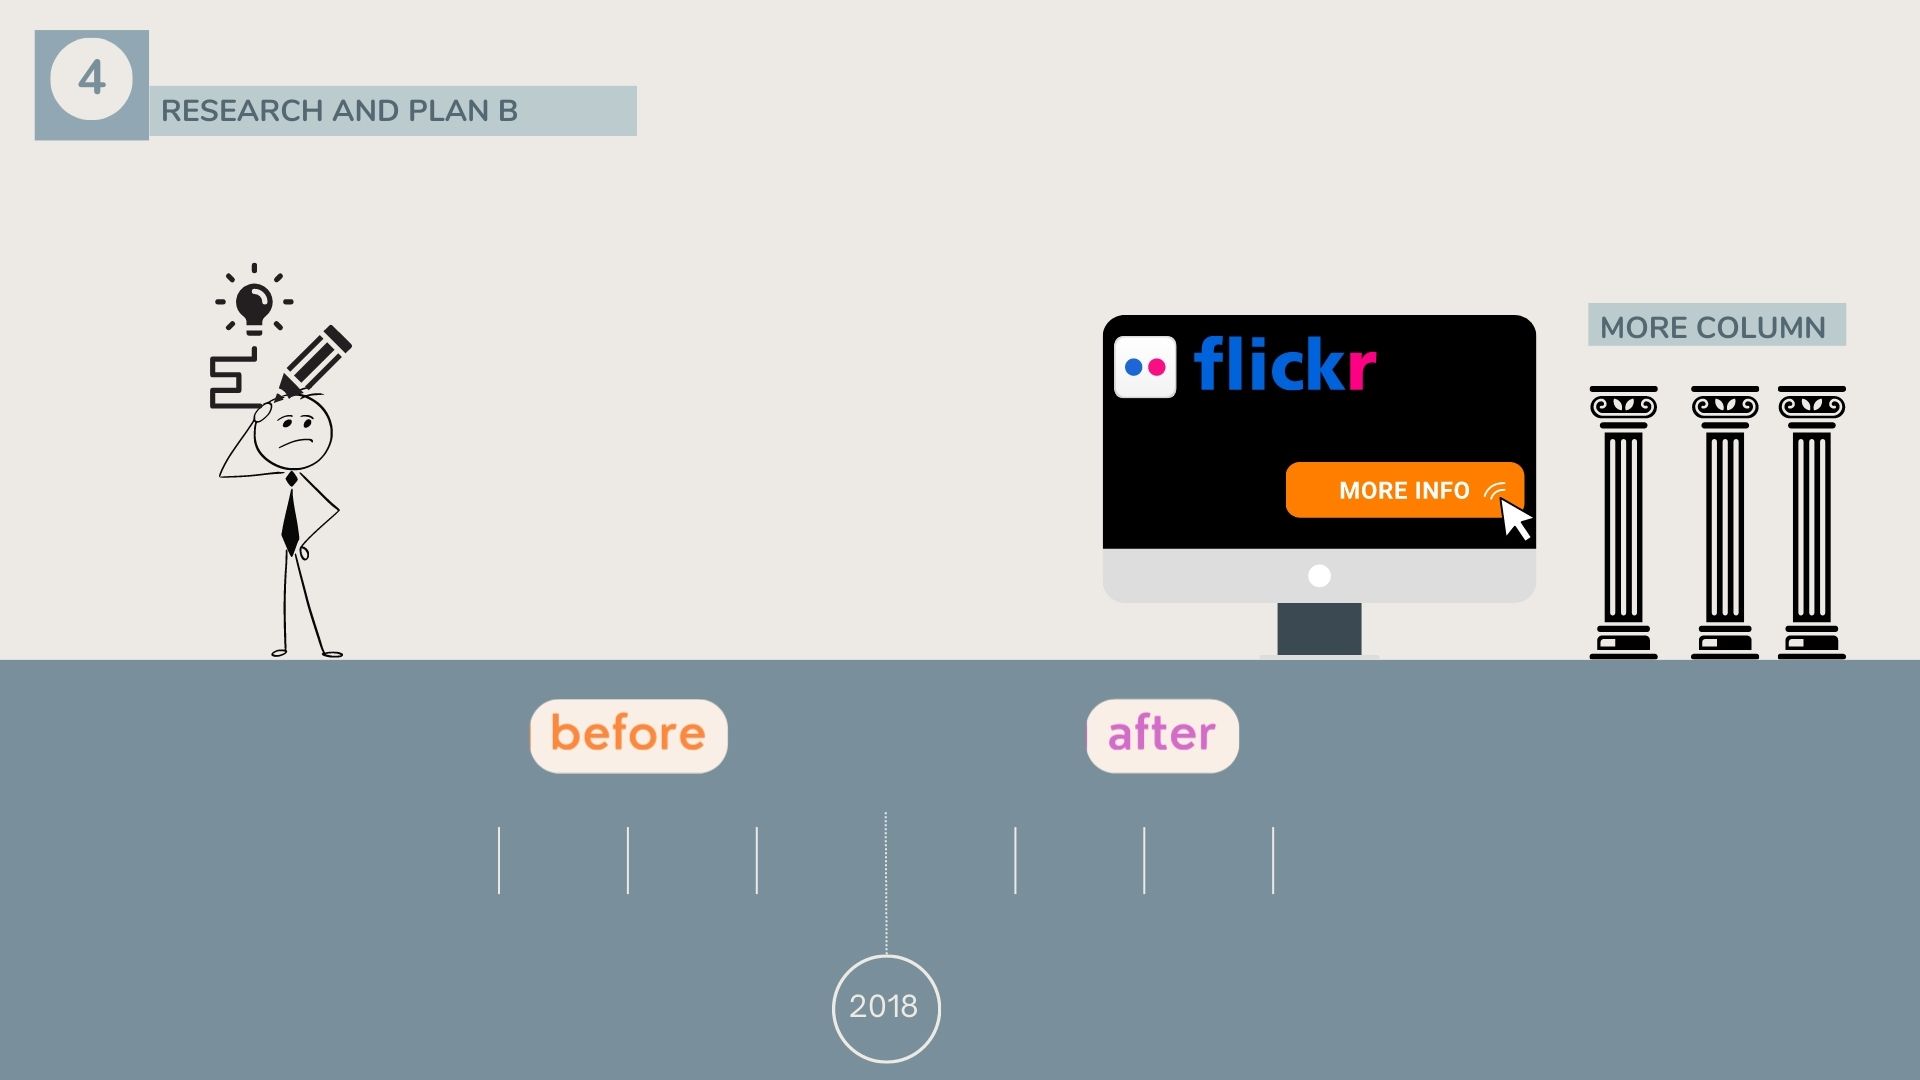 4
RESEARCH AND PLAN B
flickr
MORE INFO
MORE COLUMN
before
after
2018